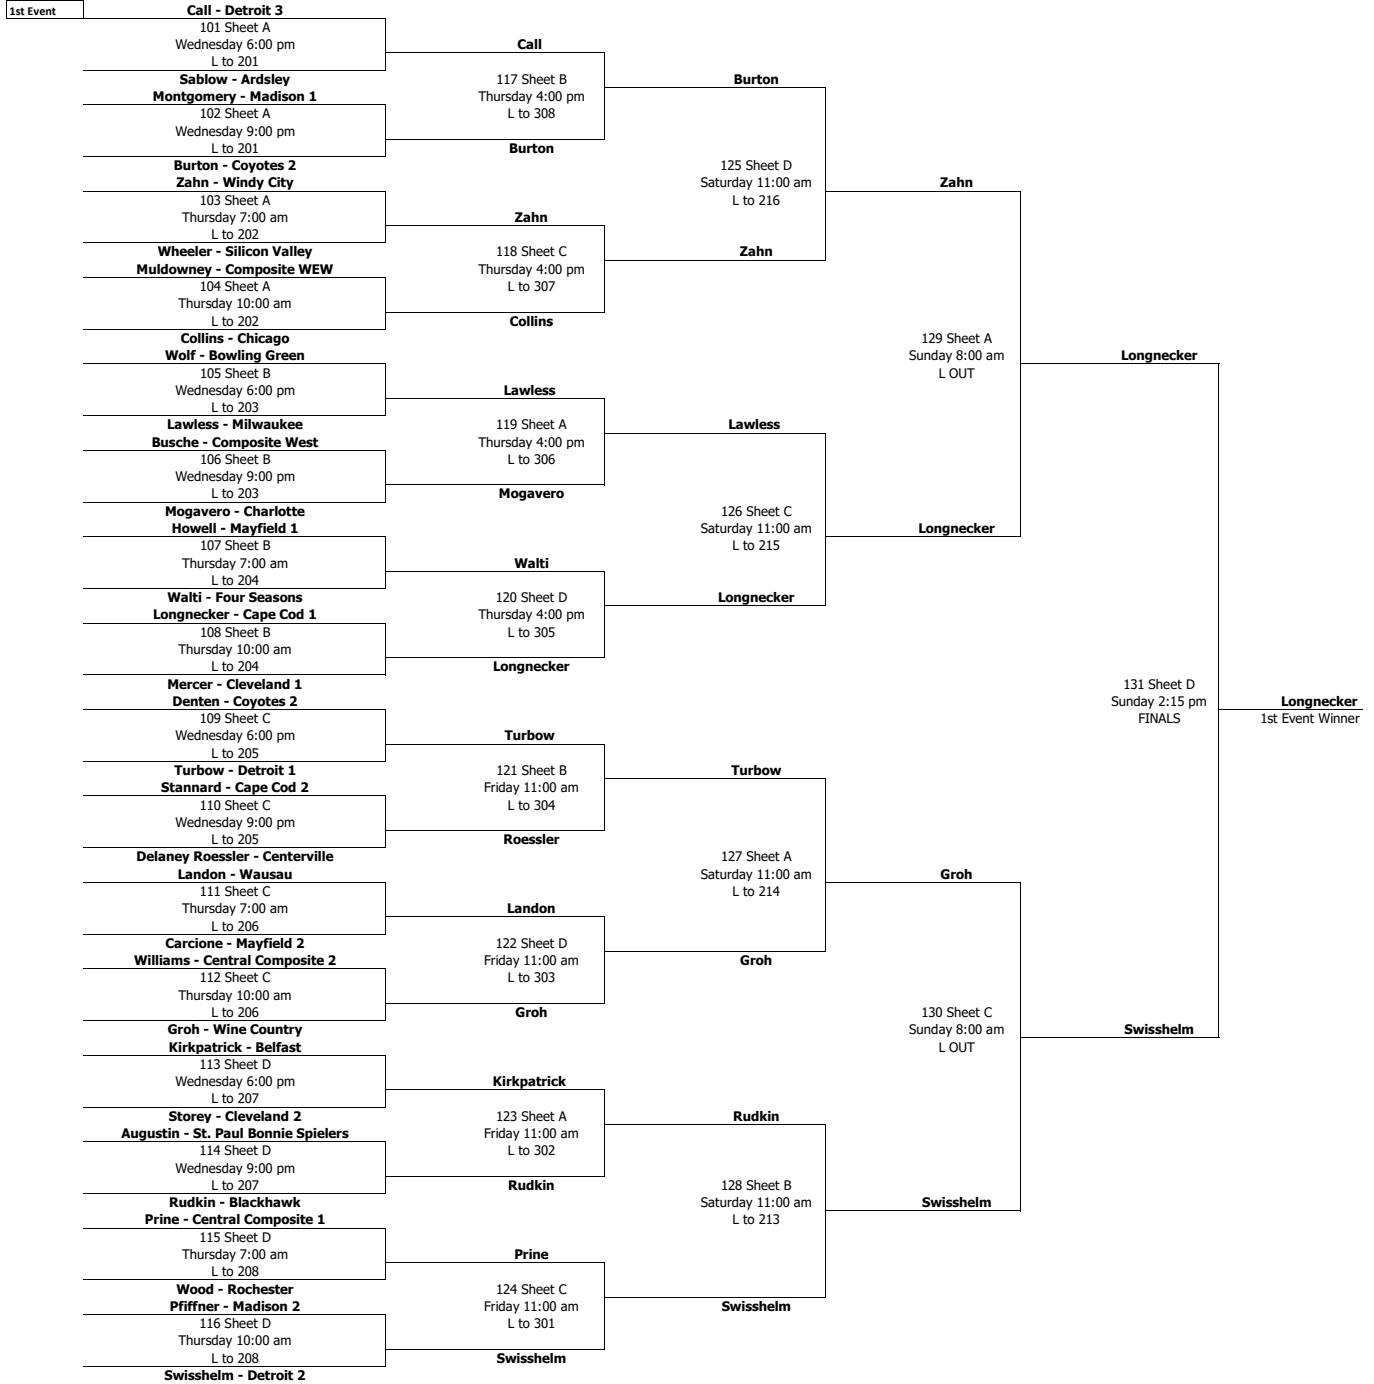 1st Event
Call - Detroit 3
101 Sheet A
Wednesday 6:00 pm
L to 201
Sablow - Ardsley
Montgomery - Madison 1
102 Sheet A
Wednesday 9:00 pm
L to 201
Burton - Coyotes 2
Zahn - Windy City
103 Sheet A
Thursday 7:00 am
L to 202
Wheeler - Silicon Valley
Muldowney - Composite WEW
104 Sheet A
Thursday 10:00 am
L to 202
Collins - Chicago
Wolf - Bowling Green
105 Sheet B
Wednesday 6:00 pm
L to 203
Lawless - Milwaukee
Busche - Composite West
106 Sheet B
Wednesday 9:00 pm
L to 203
Mogavero - Charlotte
Howell - Mayfield 1
107 Sheet B
Thursday 7:00 am
L to 204
Walti - Four Seasons
Longnecker - Cape Cod 1
108 Sheet B
Thursday 10:00 am
L to 204
Mercer - Cleveland 1
Denten - Coyotes 2
109 Sheet C
Wednesday 6:00 pm
L to 205
Turbow - Detroit 1
Stannard - Cape Cod 2
110 Sheet C
Wednesday 9:00 pm
L to 205
Delaney Roessler - Centerville
Landon - Wausau
111 Sheet C
Thursday 7:00 am
L to 206
Carcione - Mayfield 2
Williams - Central Composite 2
112 Sheet C
Thursday 10:00 am
L to 206
Groh - Wine Country
Kirkpatrick - Belfast
113 Sheet D
Wednesday 6:00 pm
L to 207
Storey - Cleveland 2
Augustin - St. Paul Bonnie Spielers
114 Sheet D
Wednesday 9:00 pm
L to 207
Rudkin - Blackhawk
Prine - Central Composite 1
115 Sheet D
Thursday 7:00 am
L to 208
Wood - Rochester
Pfiffner - Madison 2
116 Sheet D
Thursday 10:00 am
L to 208
Swisshelm - Detroit 2
Call
117 Sheet B
Thursday 4:00 pm
L to 308
Burton
Zahn
118 Sheet C
Thursday 4:00 pm
L to 307
Collins
Lawless
119 Sheet A
Thursday 4:00 pm
L to 306
Mogavero
Walti
120 Sheet D
Thursday 4:00 pm
L to 305
Longnecker
Turbow
121 Sheet B
Friday 11:00 am
L to 304
Roessler
Landon
122 Sheet D
Friday 11:00 am
L to 303
Groh
Kirkpatrick
123 Sheet A
Friday 11:00 am
L to 302
Rudkin
Prine
124 Sheet C
Friday 11:00 am
L to 301
Swisshelm
Burton
125 Sheet D
Saturday 11:00 am
L to 216
Zahn
Lawless
126 Sheet C
Saturday 11:00 am
L to 215
Longnecker
Turbow
127 Sheet A
Saturday 11:00 am
L to 214
Groh
Rudkin
128 Sheet B
Saturday 11:00 am
L to 213
Swisshelm
Zahn
129 Sheet A
Sunday 8:00 am
L OUT
Longnecker
Groh
130 Sheet C
Sunday 8:00 am
L OUT
Swisshelm
Longnecker
131 Sheet D
Sunday 2:15 pm
FINALS
Swisshelm
Longnecker
1st Event Winner